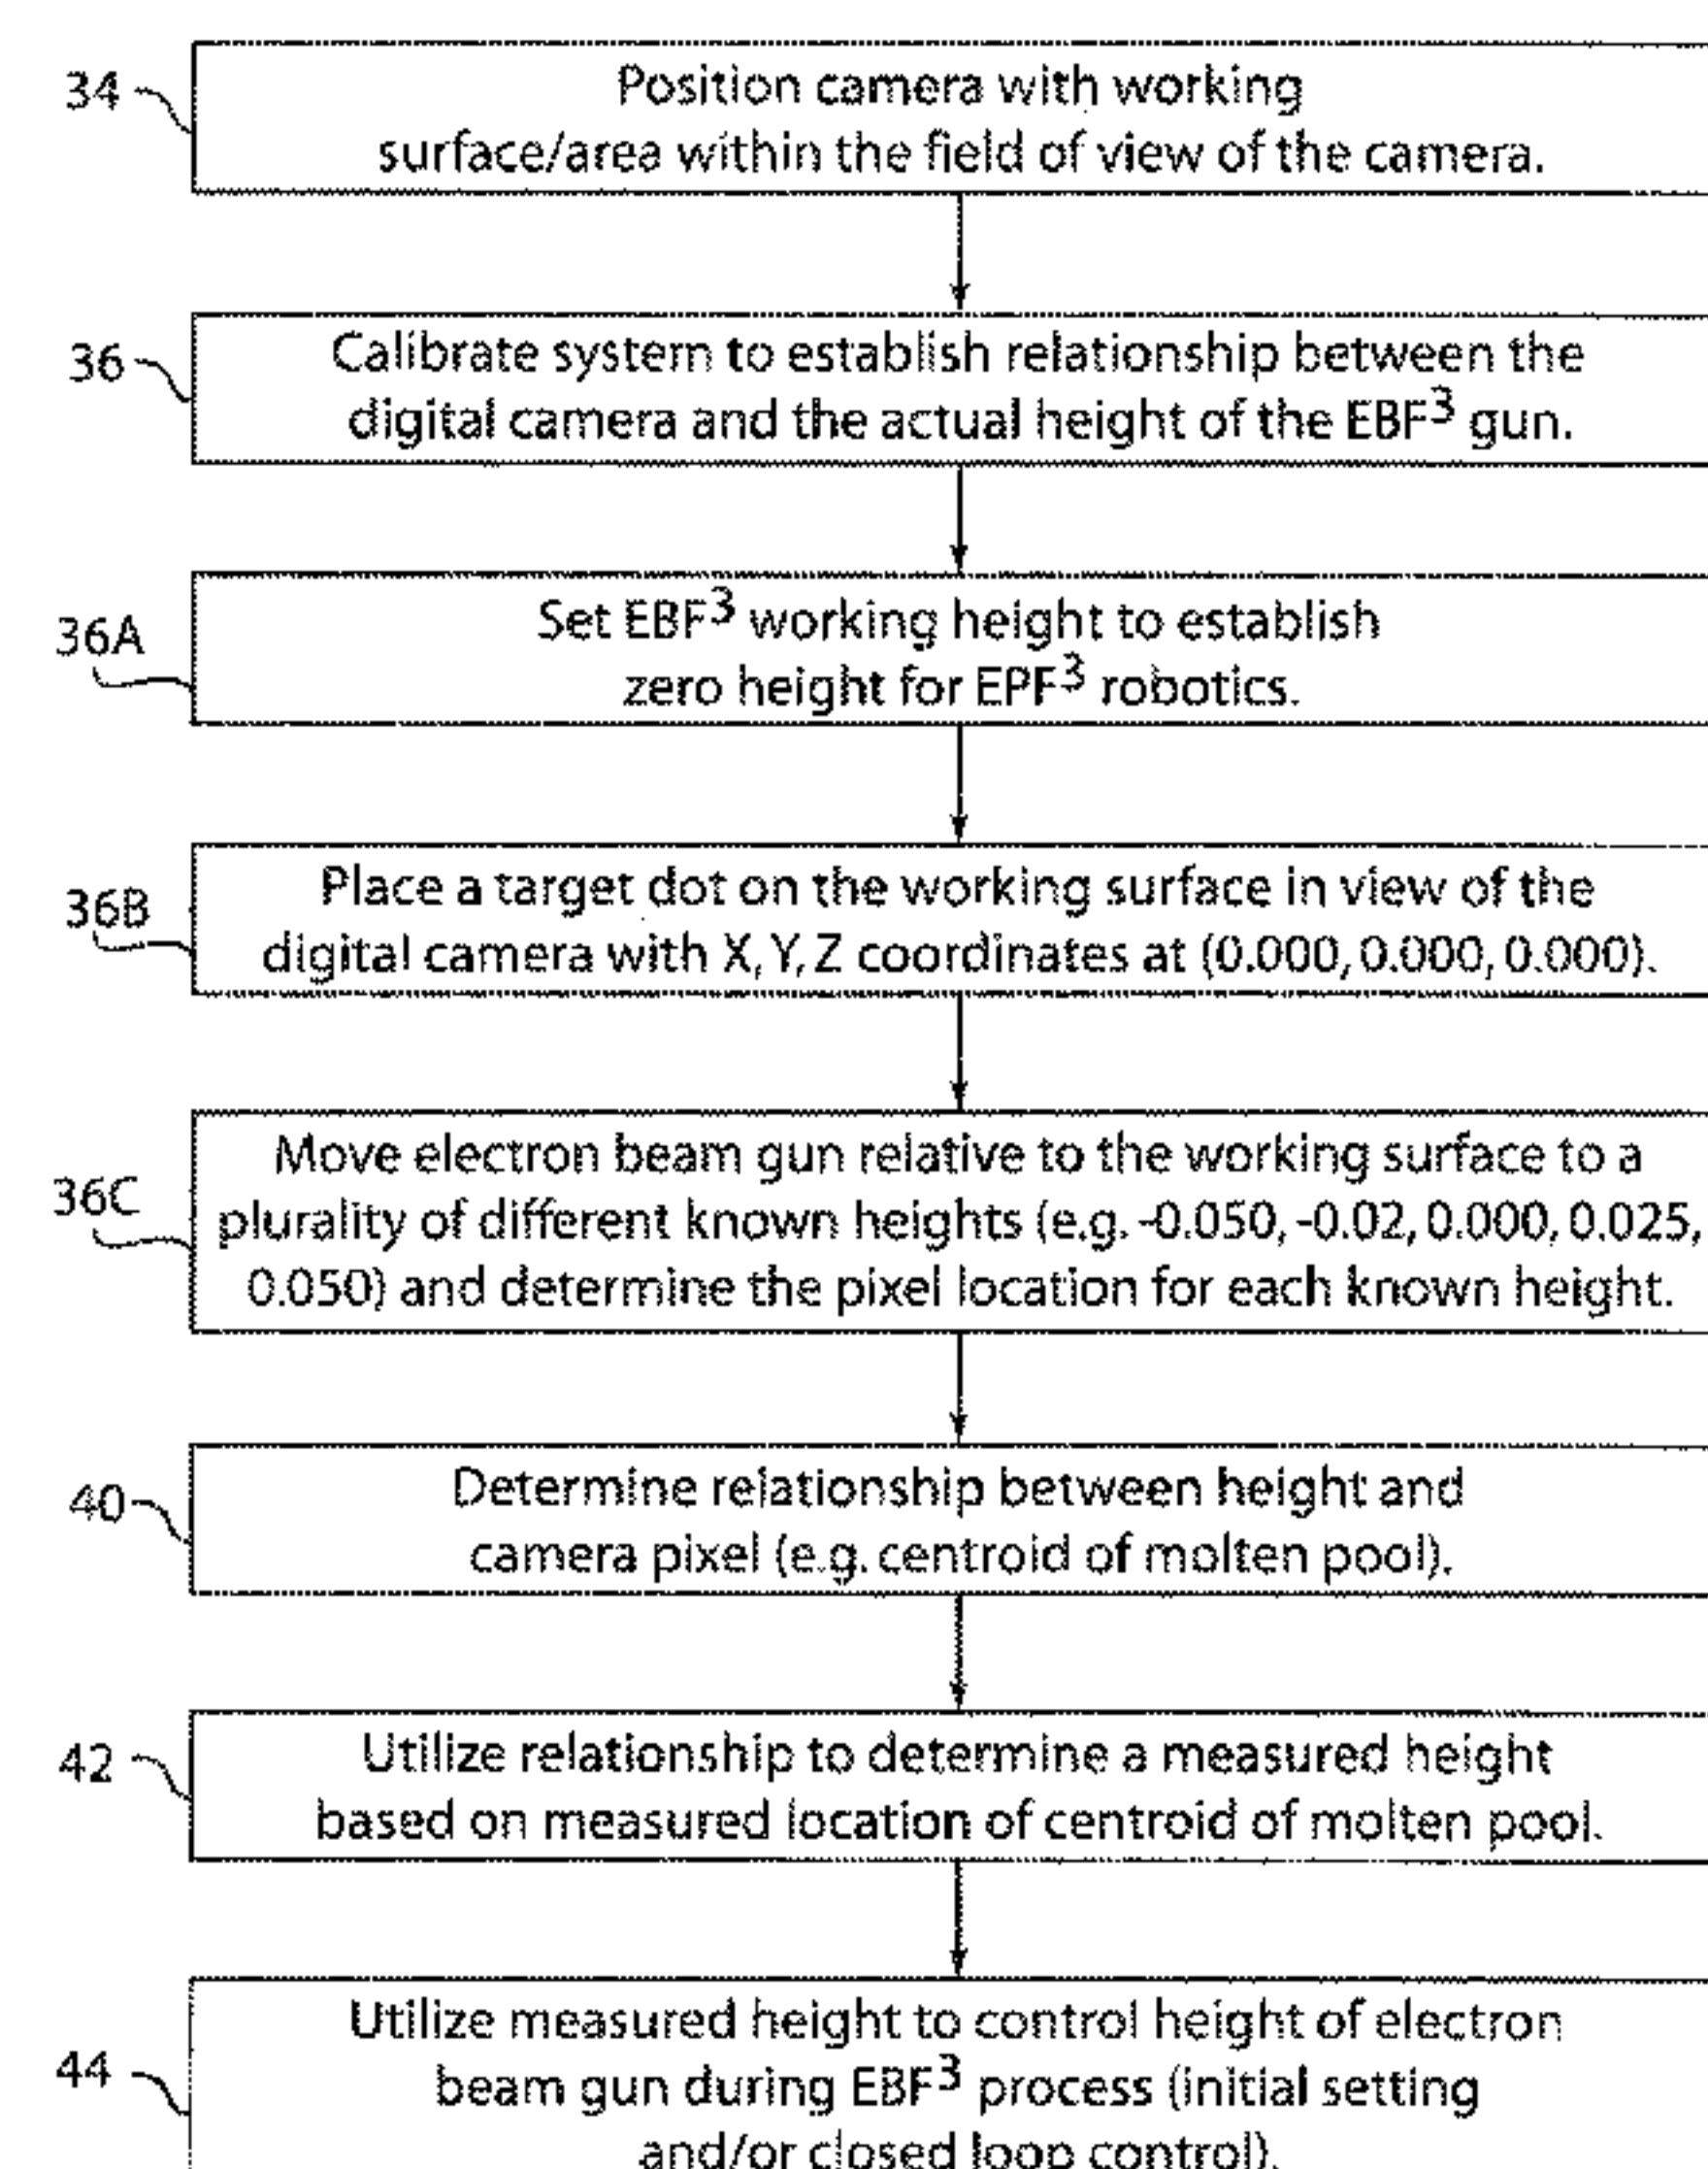 34
Position camera with working
surface/area within the field of view of the camera.
36
Calibrate system to establish relationship between the
digital camera and the actual height of the EBF³ gun.
36A
Set EBF³ working height to establish
zero height for EPF³ robotics.
36B
Place a target dot on the working surface in view of the
digital camera with X, Y, Z coordinates at (0.000, 0.000, 0.000).
36C
Move electron beam gun relative to the working surface to a
plurality of different known heights (e.g. -0.050, -0.02, 0.000, 0.025,
0.050) and determine the pixel location for each known height.
40
Determine relationship between height and
camera pixel (e.g. centroid of molten pool).
42
Utilize relationship to determine a measured height
based on measured location of centroid of molten pool.
44
Utilize measured height to control height of electron
beam gun during EBF³ process (initial setting
and/or closed loop control).